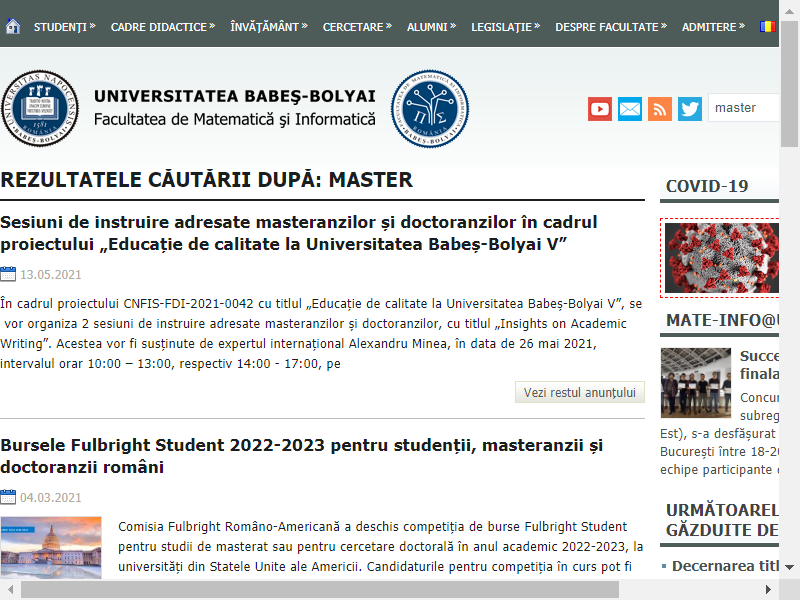 STUDENŢI » CADRE DIDACTICE » ÎNVĂŢĂMÂNT » CERCETARE » ALUMNI » LEGISLAŢIE » DESPRE FACULTATE » ADMITERE »
UNIVERSITATEA BABEŞ-BOLYAI
Facultatea de Matematică şi Informatică
master
REZULTATELE CĂUTĂRII DUPĂ: MASTER
Sesiuni de instruire adresate masteranzilor și doctoranzilor în cadrul
proiectului „Educație de calitate la Universitatea Babeș-Bolyai V”
13.05.2021
În cadrul proiectului CNFIS-FDI-2021-0042 cu titlul „Educație de calitate la Universitatea Babeș-Bolyai V”, se
vor organiza 2 sesiuni de instruire adresate masteranzilor și doctoranzilor, cu titlul „Insights on Academic
Writing”. Acestea vor fi susținute de expertul internațional Alexandru Minea, în data de 26 mai 2021,
intervalul orar 10:00 – 13:00, respectiv 14:00 - 17:00, pe
Vezi restul anunțului
Bursele Fulbright Student 2022-2023 pentru studenții, masteranzii și
doctoranzii români
04.03.2021
Comisia Fulbright Româno-Americană a deschis competiția de burse Fulbright Student
pentru studii de masterat sau pentru cercetare doctorală în anul academic 2022-2023, la
universități din Statele Unite ale Americii. Candidaturile pentru competiția în curs pot fi
COVID-19
MATE-INFO@U
Succe
finala
Concur
subreg
Est), s-a desfășurat
București între 18-20
echipe participante
URMĂTOAREL
GĂZDUITE DE
Decernarea titl